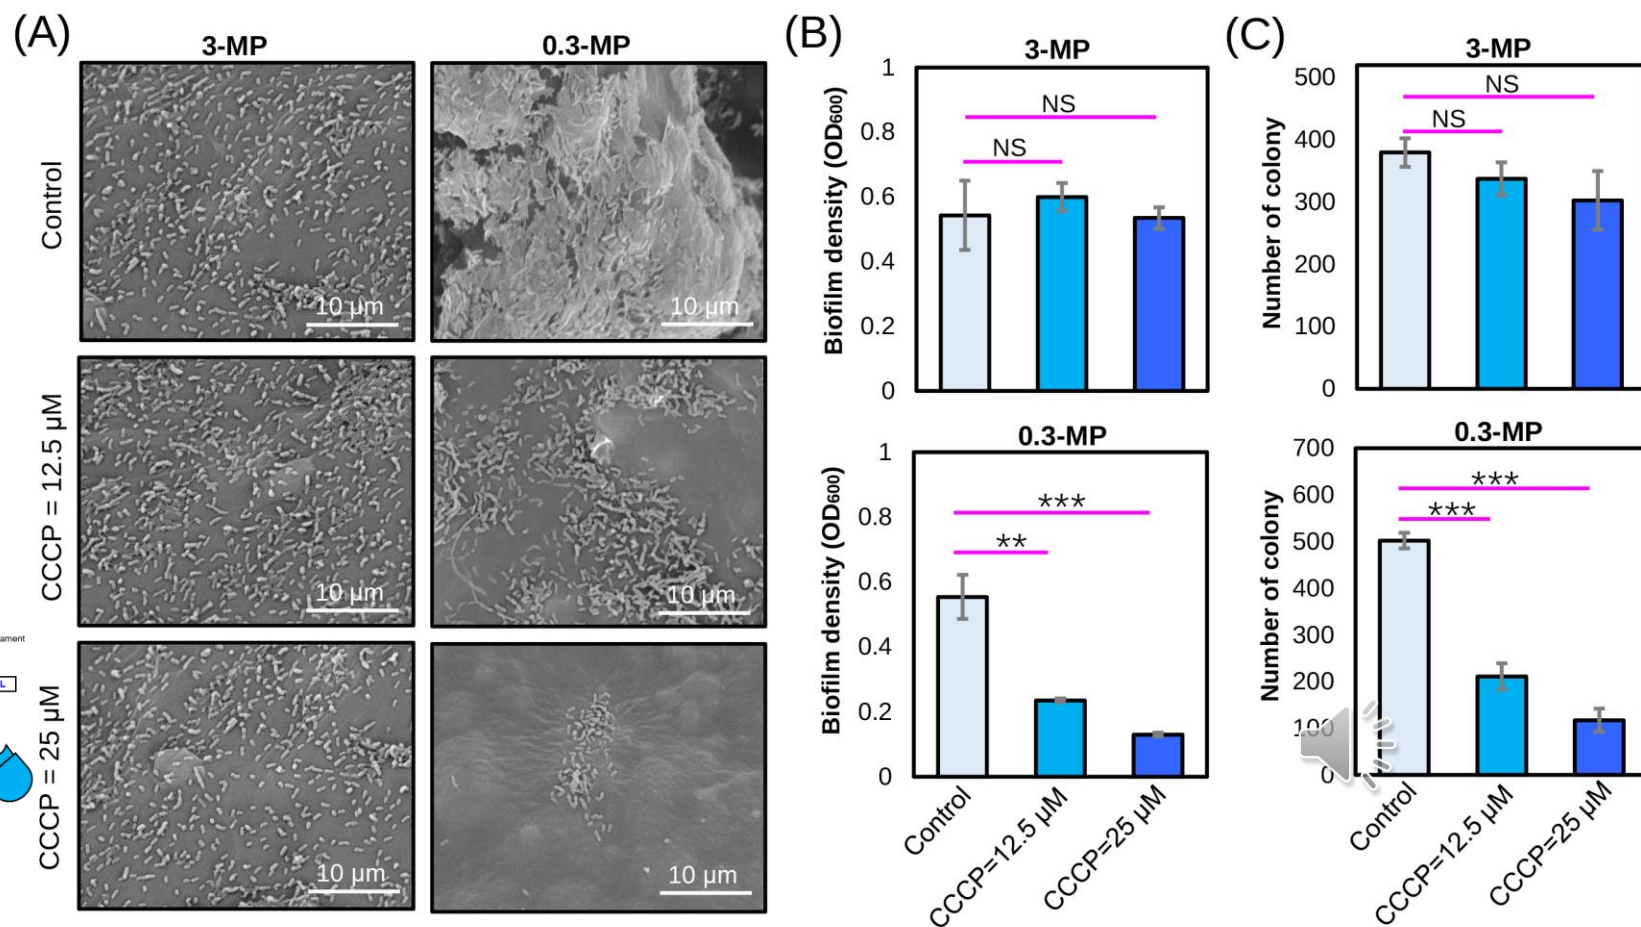 (A)
3-MP
0.3-MP
Control
10 µm
10 µm
CCCP = 12.5 µM
10 µm
10 µm
ament
L
CCCP = 25 µM
10 µm
10 µm
(B)
3-MP
Biofilm density (OD600)
1
0.8
0.6
0.4
0.2
0
NS
NS
0.3-MP
Biofilm density (OD600)
1
0.8
0.6
0.4
0.2
0
***
**
Control
CCCP=12.5 µM
CCCP=25 µM
(C)
3-MP
Number of colony
500
400
300
200
100
0
NS
NS
0.3-MP
Number of colony
700
600
500
400
300
200
100
0
***
***
Control
CCCP=12.5 µM
CCCP=25 µM